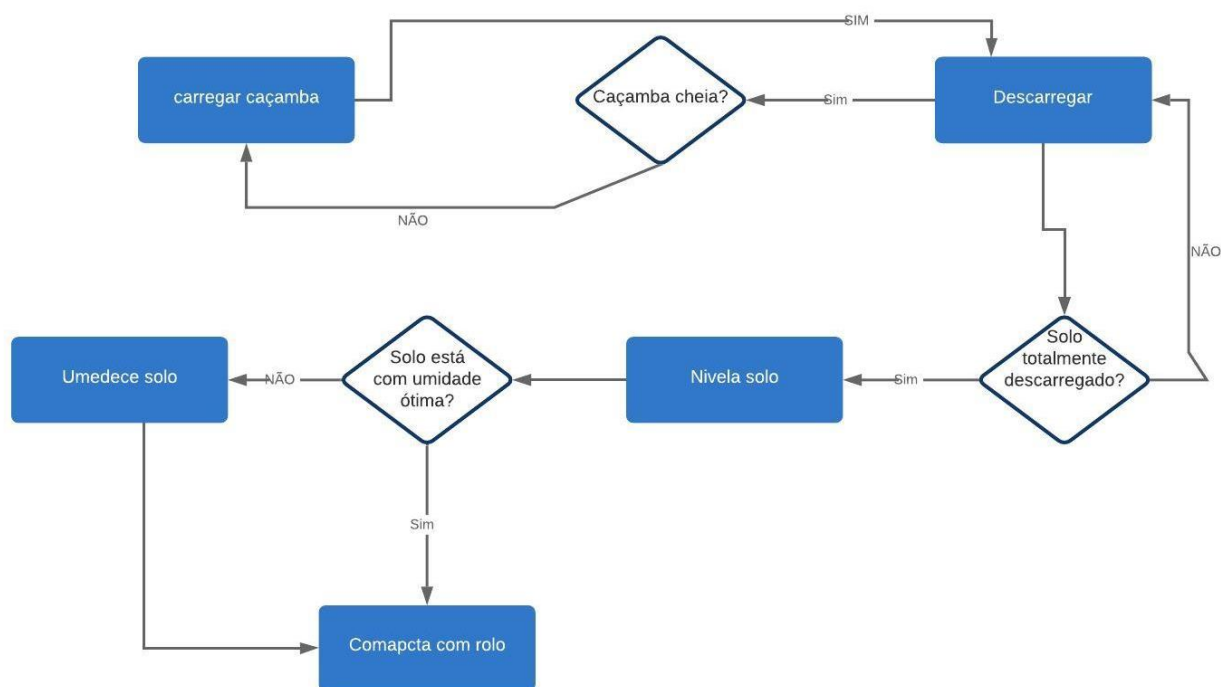 SIM
carregar caçamba
Caçamba cheia?
Sim
Descarregar
NÃO
NÃO
Umedece solo
NÃO
Solo está
com umidade
ótima?
Nivela solo
Sim
Solo
totalmente
descarregado?
Sim
Comapcta com rolo